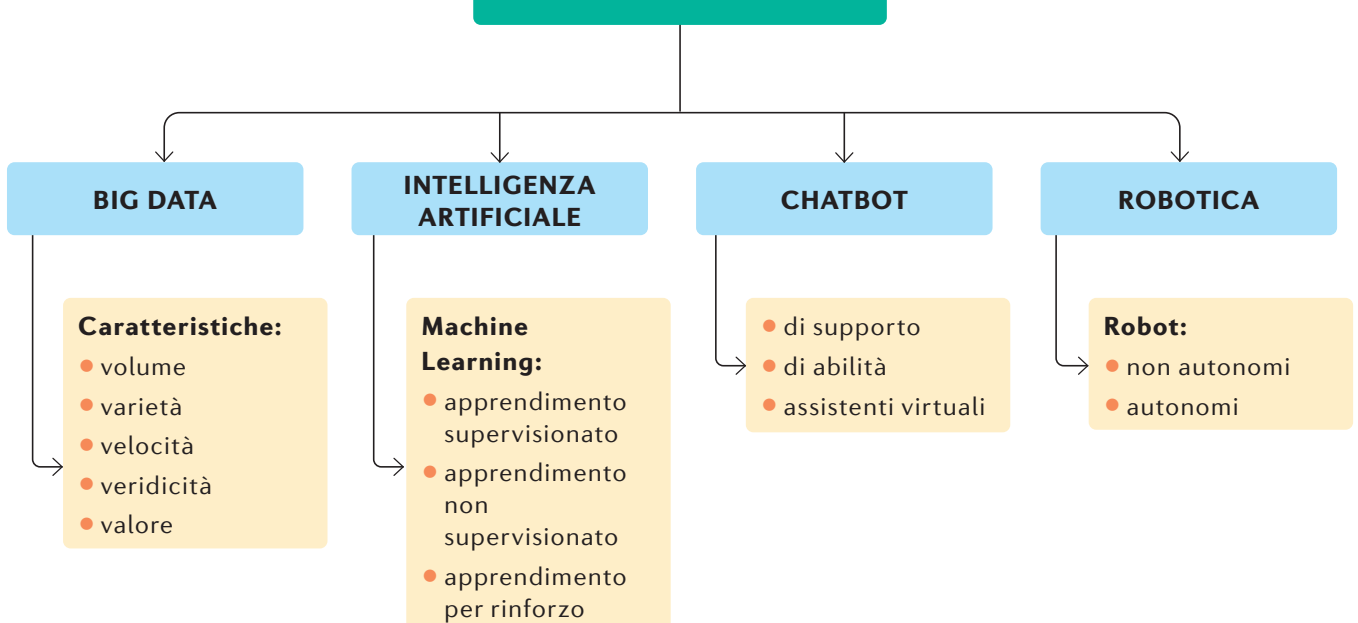 BIG DATA
INTELLIGENZA
ARTIFICIALE
CHATBOT
ROBOTICA
Caratteristiche:
volume
varietà
velocità
veridicità
valore
Machine
Learning:
apprendimento
supervisionato
apprendimento
non
supervisionato
apprendimento
per rinforzo
di supporto
di abilità
assistenti virtuali
Robot:
non autonomi
autonomi